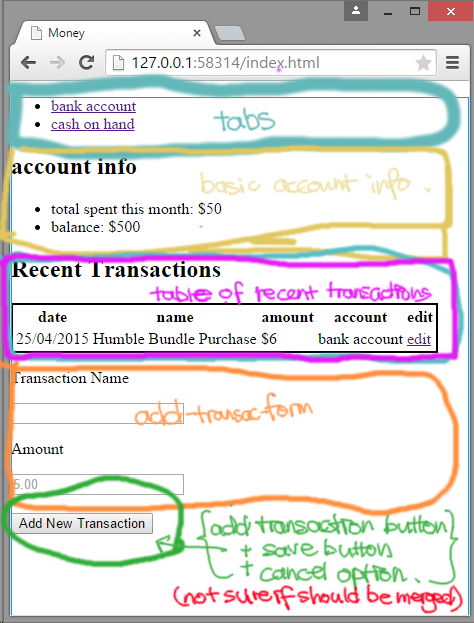 Money
127.0.0.1:58314/index.html
bank account
cash on hand
tabs
account info
basic account info.
total spent this month: $50
balance: $500
Recent Transactions
table of recent transactions
date name amount account edit
25/04/2015 Humble Bundle Purchase $6 bank account edit
Transaction Name
add transac form
Amount
5.00
Add New Transaction
{add transaction button}
+ save button
+ cancel option.
(not sure if should be merged)